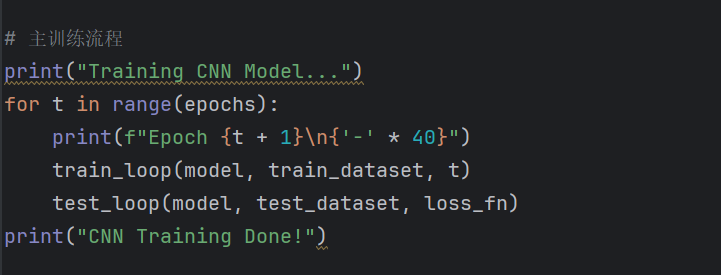 # 主训练流程
print("Training CNN Model...")
for t in range(epochs):
    print(f"Epoch {t + 1}\n{'-' * 40}")
    train_loop(model, train_dataset, t)
    test_loop(model, test_dataset, loss_fn)
print("CNN Training Done!")